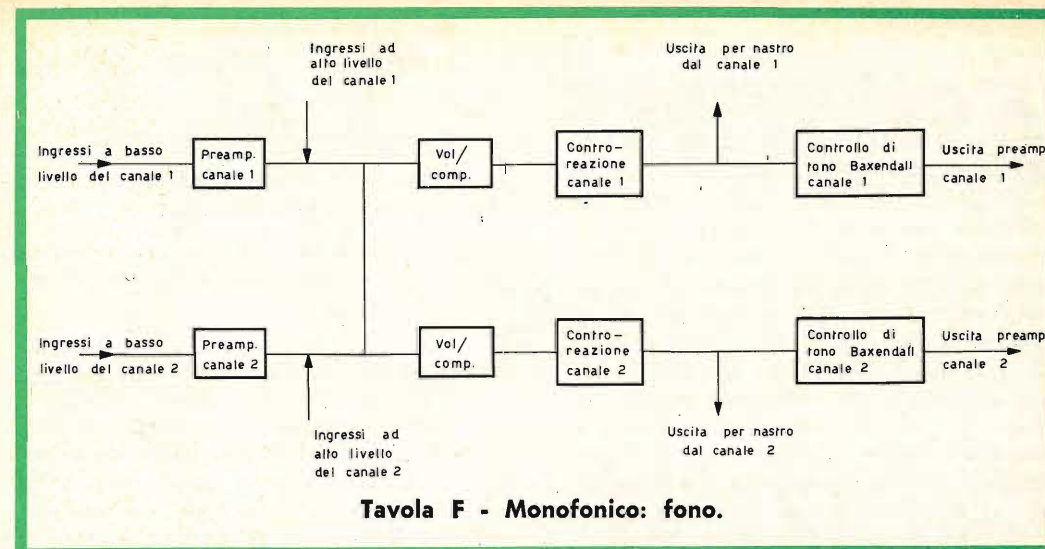 Ingressi ad
alto livello
del canale 1
Uscita per nastro
dal canale 1
Ingressi a basso
livello del canale 1
Preamp.
canale 1
Vol/
comp.
Contro-
reazione
canale 1
Controllo di
tono Baxendall
canale 1
Uscita preamp
canale 1
Ingressi a basso
livello del canale 2
Preamp.
canale 2
Vol/
comp.
Contro-
reazione
canale 2
Controllo di
tono Baxendall
canale 2
Uscita preamp
canale 2
Ingressi ad
alto livello
del canale 2
Uscita per nastro
dal canale 2
Tavola F - Monofonico: fono.